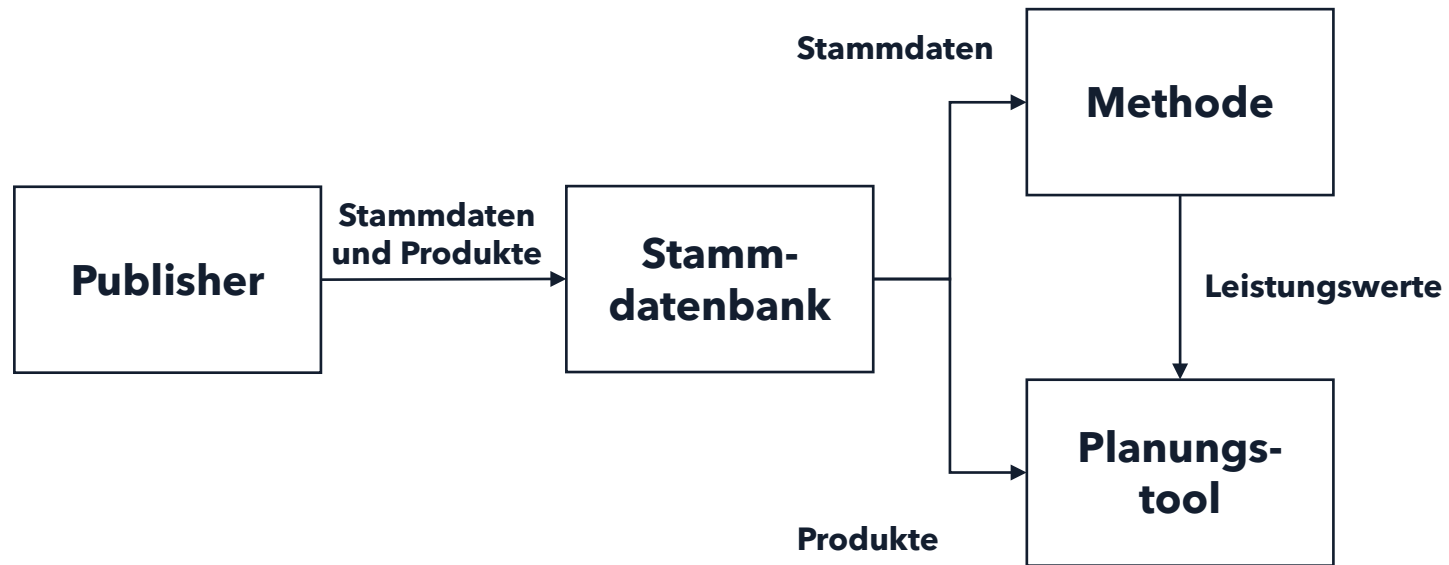 Stammdaten
Methode
Publisher
Stammdaten
und Produkte
Stamm-
datenbank
Leistungswerte
Planungs-
tool
Produkte